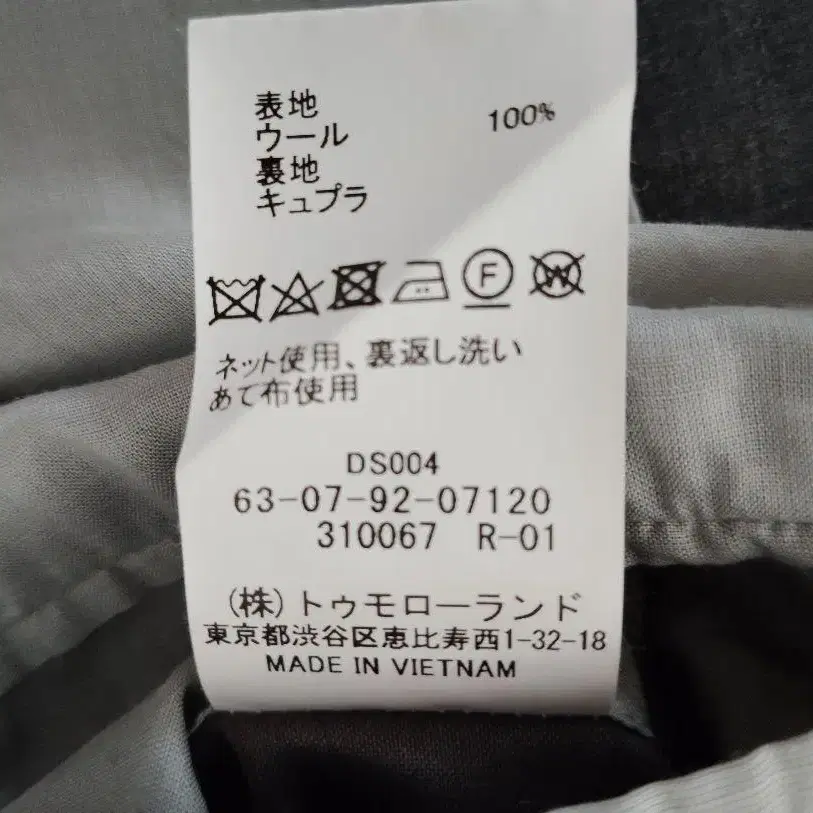 表地
ウール 100%
裏地
キュプラ
F W
ネット使用、裏返し洗い
あて布使用
DS004
63-07-92-07120
310067 R-01
(株)トゥモローランド
東京都渋谷区恵比寿西1-32-18
MADE IN VIETNAM